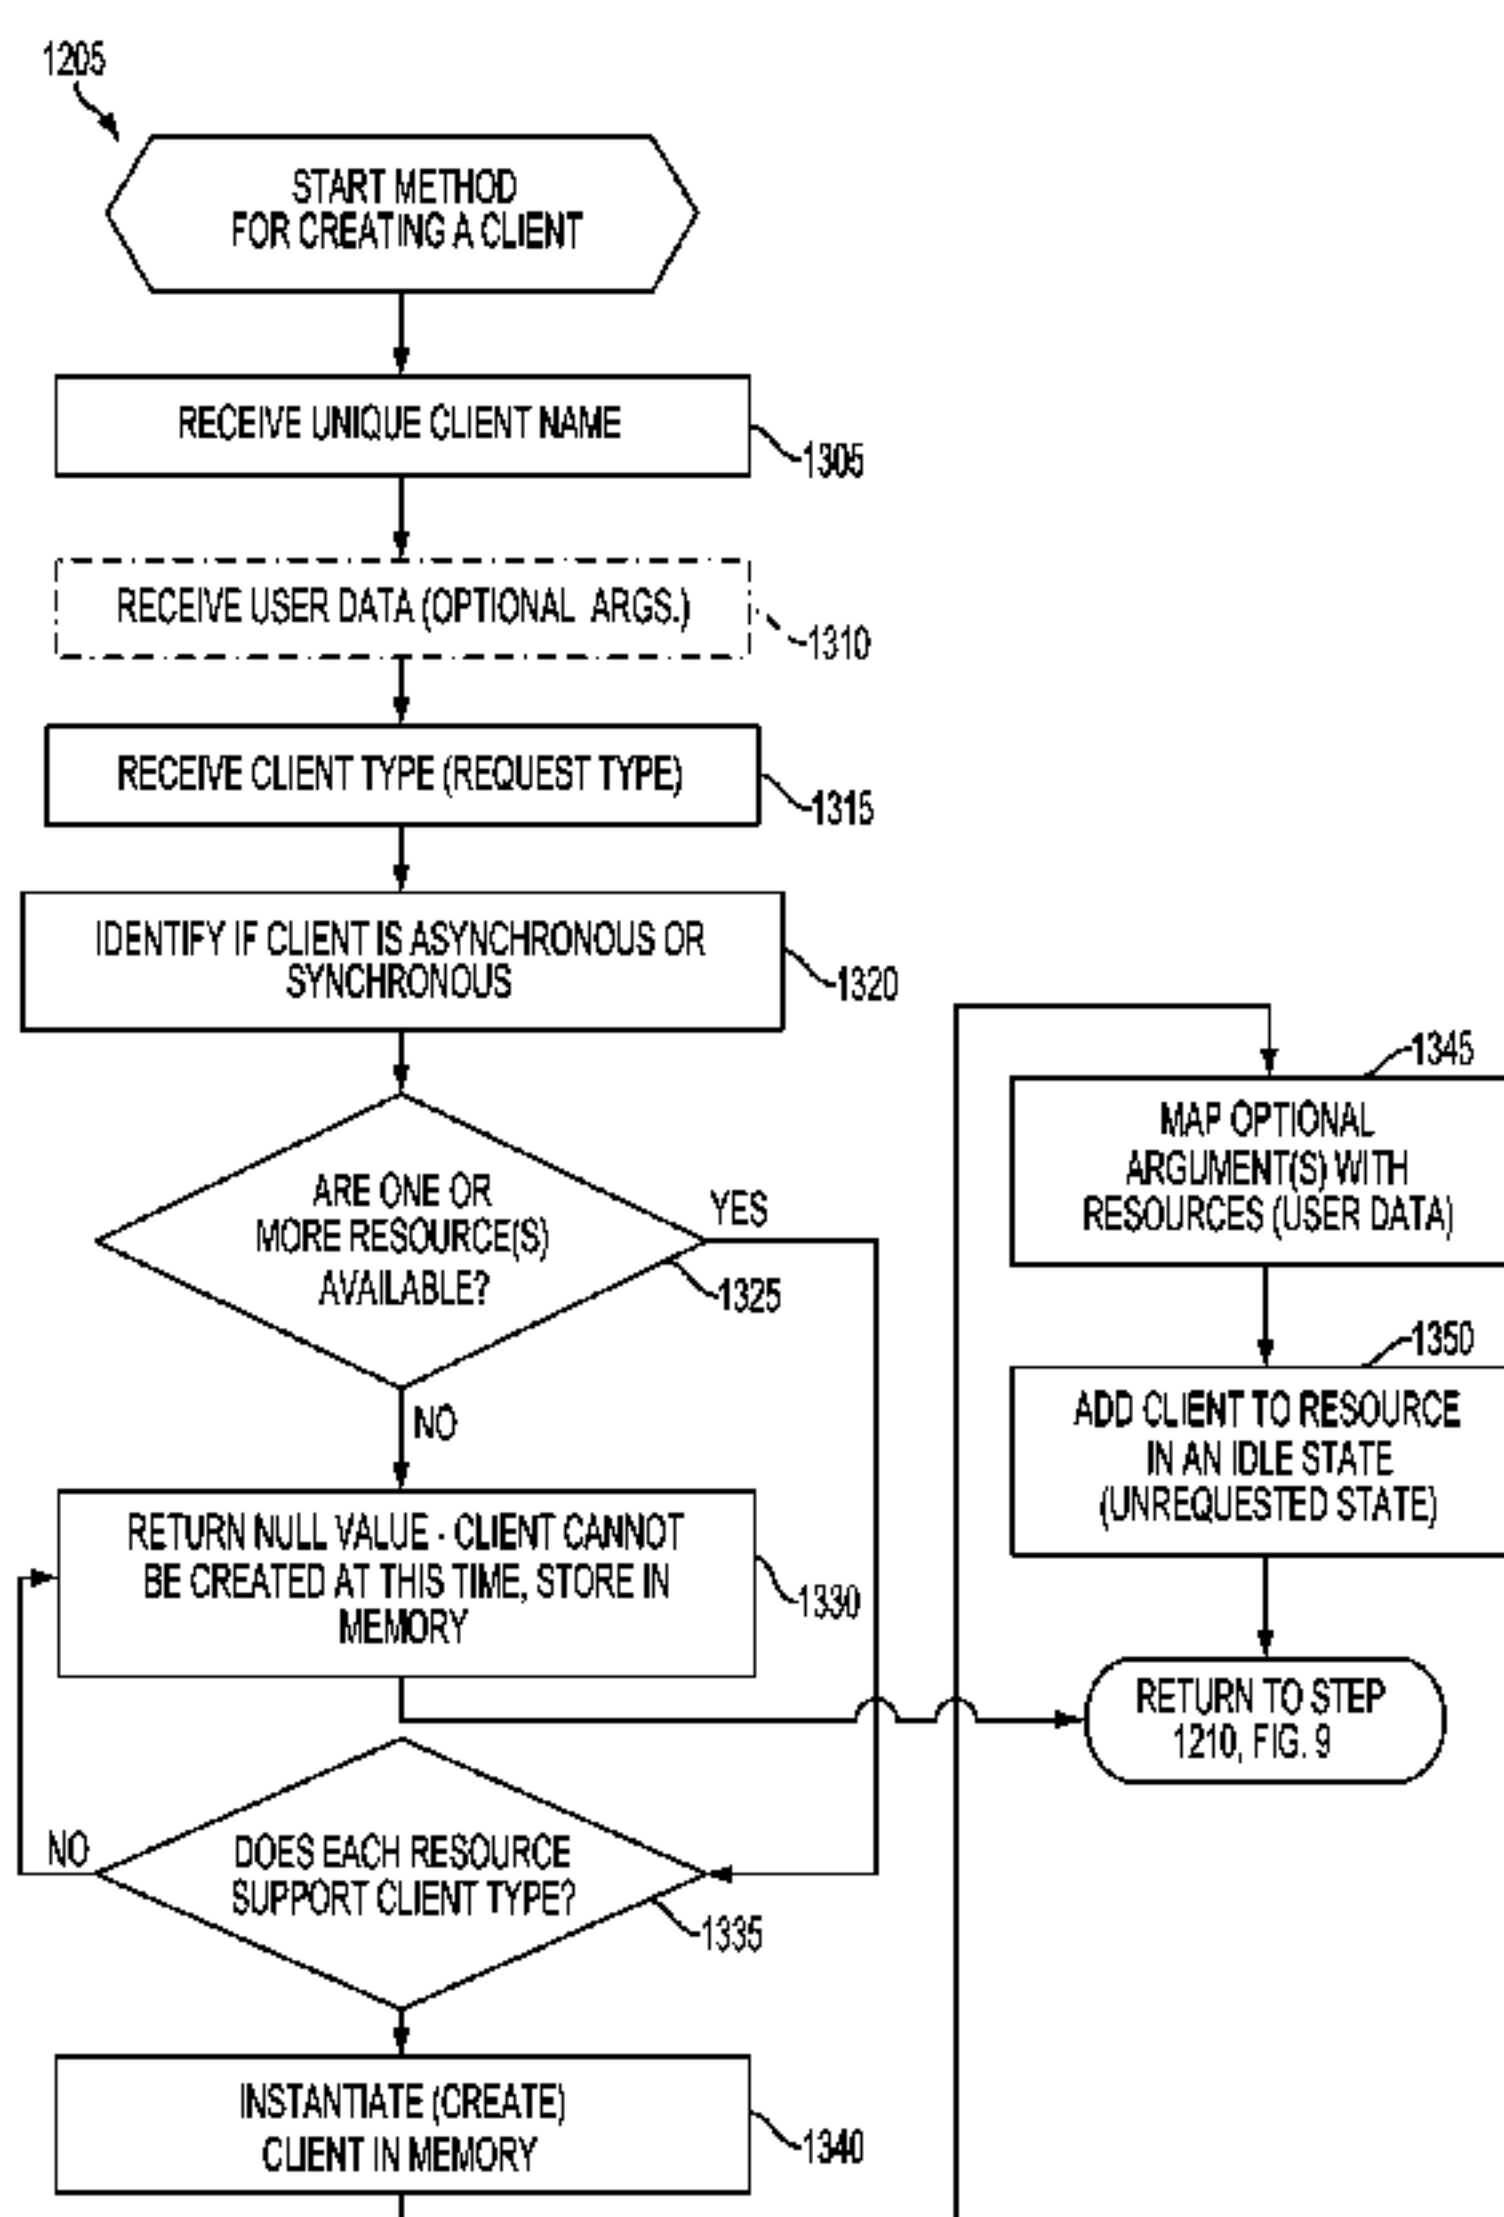 1205
START METHOD
FOR CREATING A CLIENT
RECEIVE UNIQUE CLIENT NAME
1305
RECEIVE USER DATA (OPTIONAL ARGS.)
1310
RECEIVE CLIENT TYPE (REQUEST TYPE)
1315
IDENTIFY IF CLIENT IS ASYNCHRONOUS OR
SYNCHRONOUS
1320
ARE ONE OR
MORE RESOURCE(S)
AVAILABLE?
YES
1325
NO
RETURN NULL VALUE - CLIENT CANNOT
BE CREATED AT THIS TIME, STORE IN
MEMORY
1330
NO
DOES EACH RESOURCE
SUPPORT CLIENT TYPE?
1335
INSTANTIATE (CREATE)
CLIENT IN MEMORY
1340
1345
MAP OPTIONAL
ARGUMENT(S) WITH
RESOURCES (USER DATA)
1350
ADD CLIENT TO RESOURCE
IN AN IDLE STATE
(UNREQUESTED STATE)
RETURN TO STEP
1210, FIG. 9